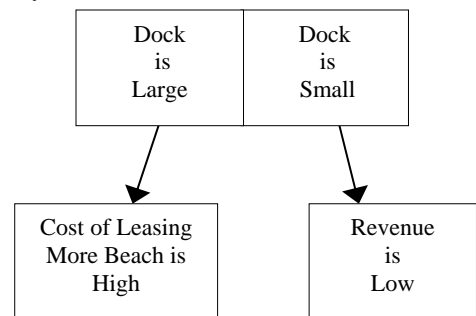 Dock
is
Large
Dock
is
Small
Cost of Leasing
More Beach is
High
Revenue
is
Low